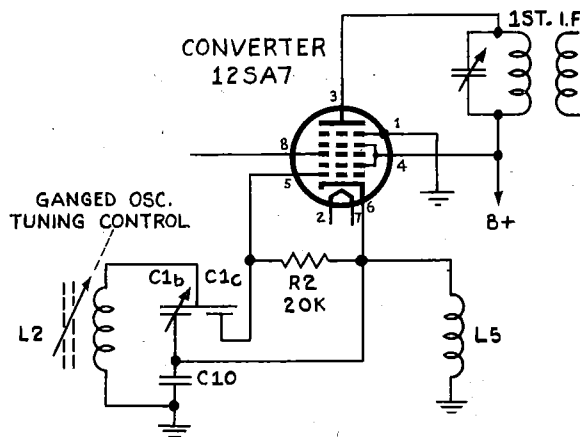 1ST. I.F
CONVERTER
12SA7
3
1
8
4
5
2
7
6
GANGED OSC.
TUNING CONTROL
B+
C1b
C1c
R2
20K
L2
L5
C10